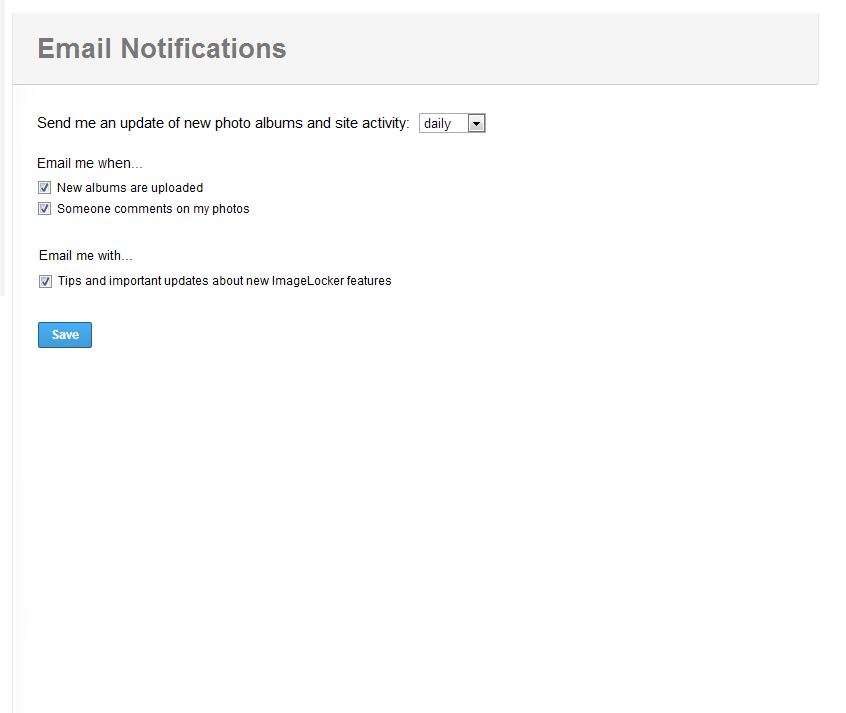 Email Notifications
Send me an update of new photo albums and site activity: daily
Email me when...
New albums are uploaded
Someone comments on my photos
Email me with...
Tips and important updates about new ImageLocker features
Save